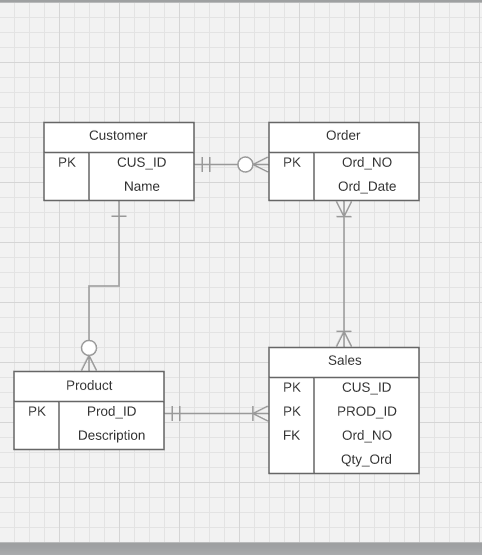 Customer
PK CUS_ID
Name
Order
PK Ord_NO
Ord_Date
Product
PK Prod_ID
Description
Sales
PK CUS_ID
PK PROD_ID
FK Ord_NO
Qty_Ord